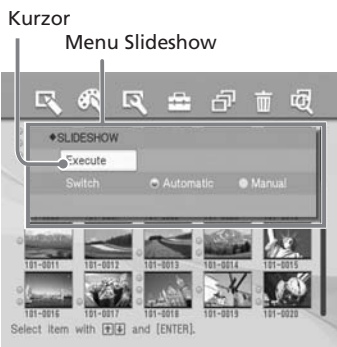 Kurzor
Menu Slideshow
◆SLIDESHOW
Execute
Switch Automatic Manual
101-0011 101-0012 101-0013 101-0014 101-0015
101-0016 101-0017 101-0018 101-0019 101-0020
Select item with [↑][↓] and [ENTER].